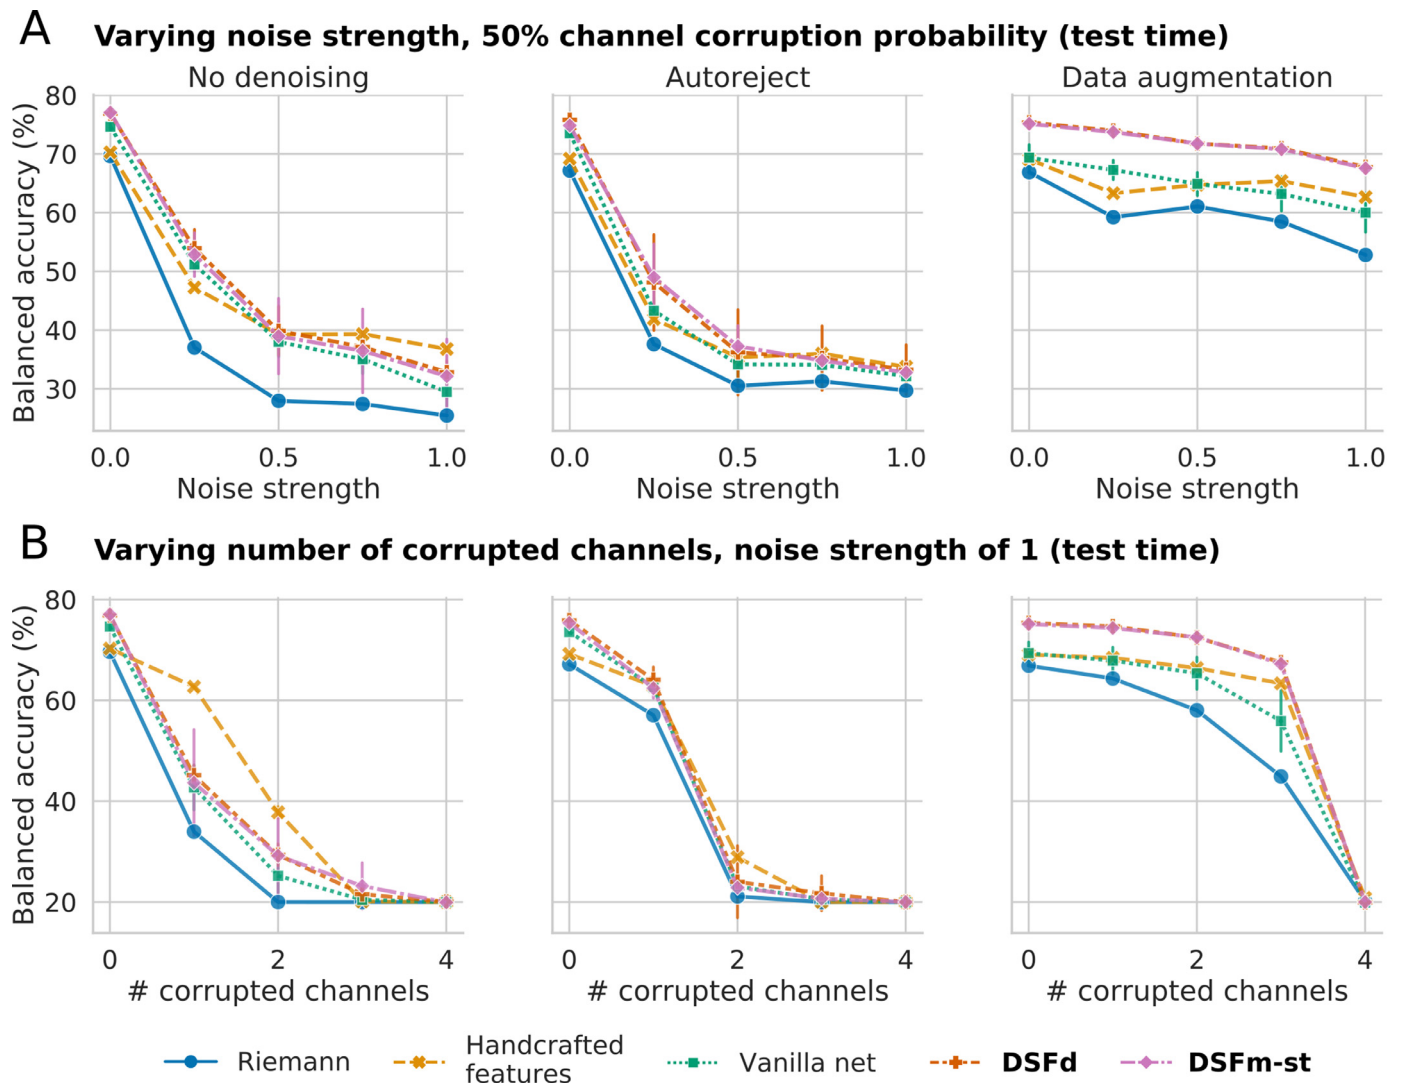 A
Varying noise strength, 50% channel corruption probability (test time)
No denoising
Autoreject
Data augmentation
Balanced accuracy (%)
80
70
60
50
40
30
0.0
0.5
1.0
0.0
0.5
1.0
0.0
0.5
1.0
Noise strength
Noise strength
Noise strength
B
Varying number of corrupted channels, noise strength of 1 (test time)
Balanced accuracy (%)
80
60
40
20
0
2
4
0
2
4
0
2
4
# corrupted channels
# corrupted channels
# corrupted channels
Riemann
Handcrafted
features
Vanilla net
DSFd
DSFm-st